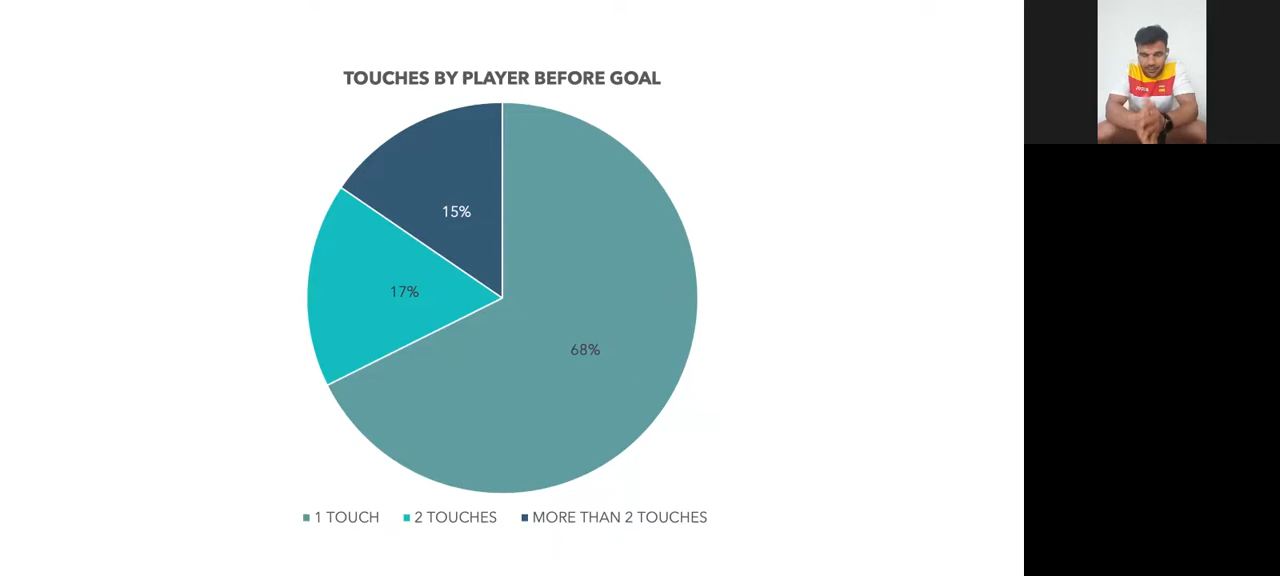 TOUCHES BY PLAYER BEFORE GOAL
15%
17%
68%
1 TOUCH 2 TOUCHES MORE THAN 2 TOUCHES